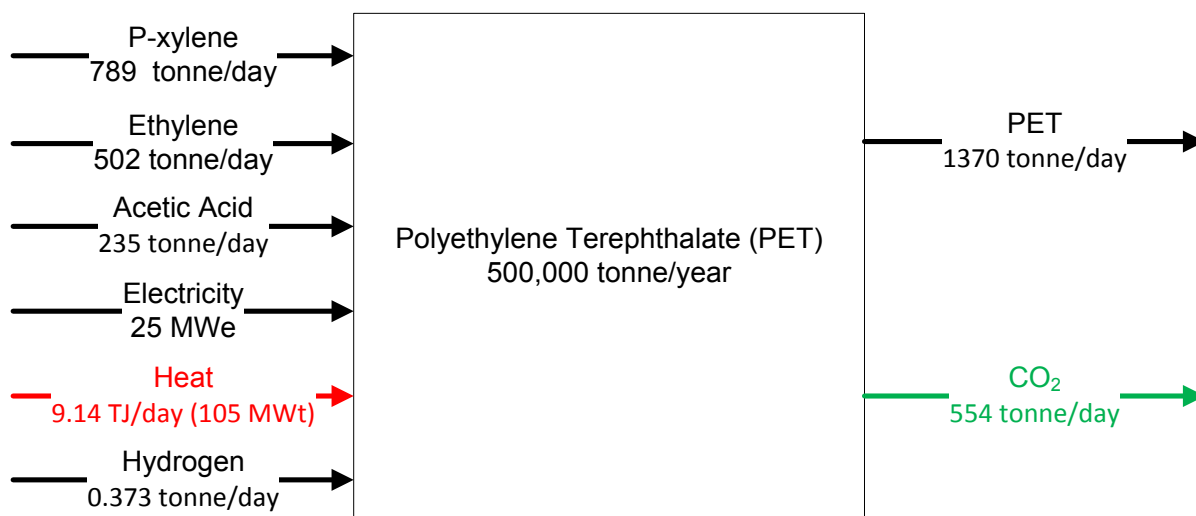 P-xylene
789 tonne/day
Ethylene
502 tonne/day
Acetic Acid
235 tonne/day
Electricity
25 MWe
Heat
9.14 TJ/day (105 MWt)
Hydrogen
0.373 tonne/day
Polyethylene Terephthalate (PET)
500,000 tonne/year
PET
1370 tonne/day
CO₂
554 tonne/day